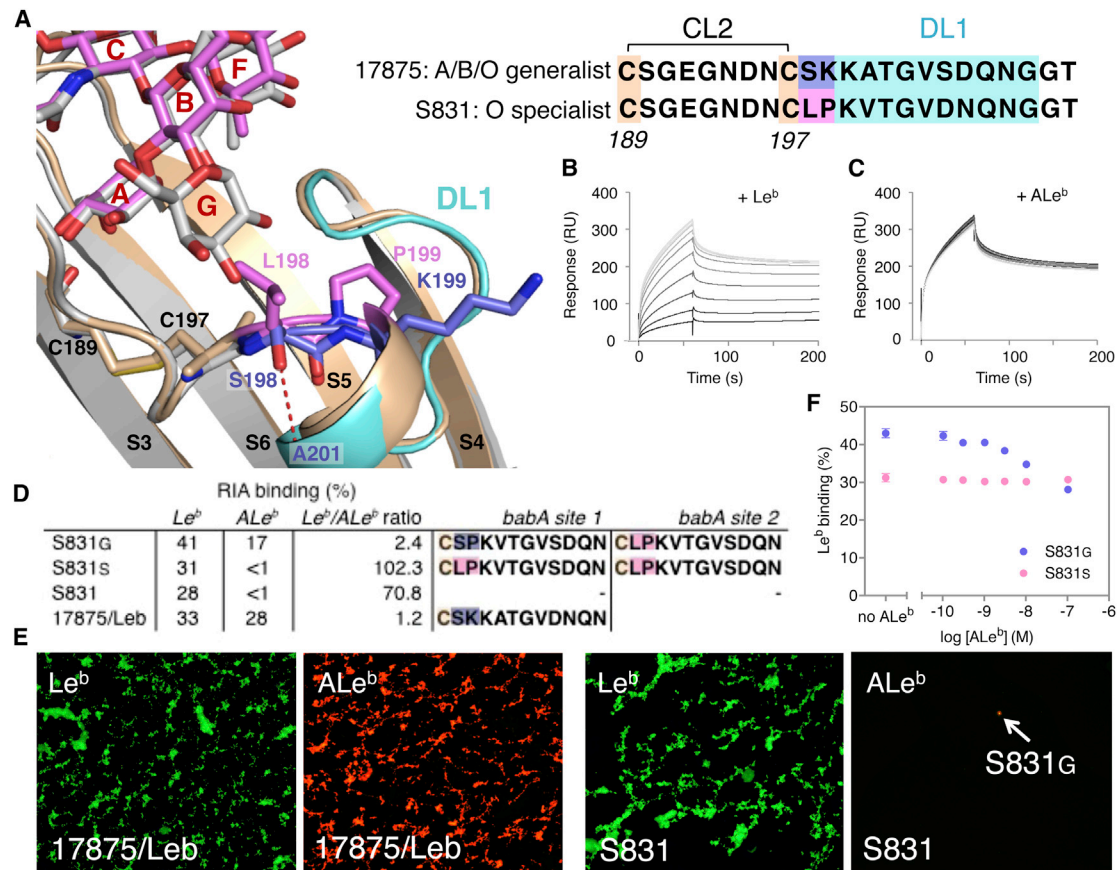 A
CL2
DL1
17875: A/B/O generalist CSGEGNDNCSKKATGVSDQNGGT
S831: O specialist CSGEGNDNCLPKVTGVDNQNGGT
189 197
C
F
B
A
G
DL1
L198
P199
K199
C197
C189
S198
S5
S3
S6
A201
S4
B
+ Leb
Response (RU)
400
300
200
100
0
0 100 200
Time (s)
C
+ ALeb
Response (RU)
400
300
200
100
0
0 100 200
Time (s)
D
RIA binding (%)
Leb ALeb Leb/ALeb ratio babA site 1 babA site 2
S831G 41 17 2.4 CSPKVTGVSDQN CLPKVTGVSDQN
S831S 31 <1 102.3 CLPKVTGVSDQN CLPKVTGVSDQN
S831 28 <1 70.8 - -
17875/Leb 33 28 1.2 CSKKATGVDNQN
F
Leb binding (%)
50
40
30
20
10
0
S831G
S831S
no ALeb -10 -9 -8 -7 -6
log [ALeb] (M)
E
Leb
17875/Leb
ALeb
17875/Leb
Leb
S831
ALeb
S831G
S831